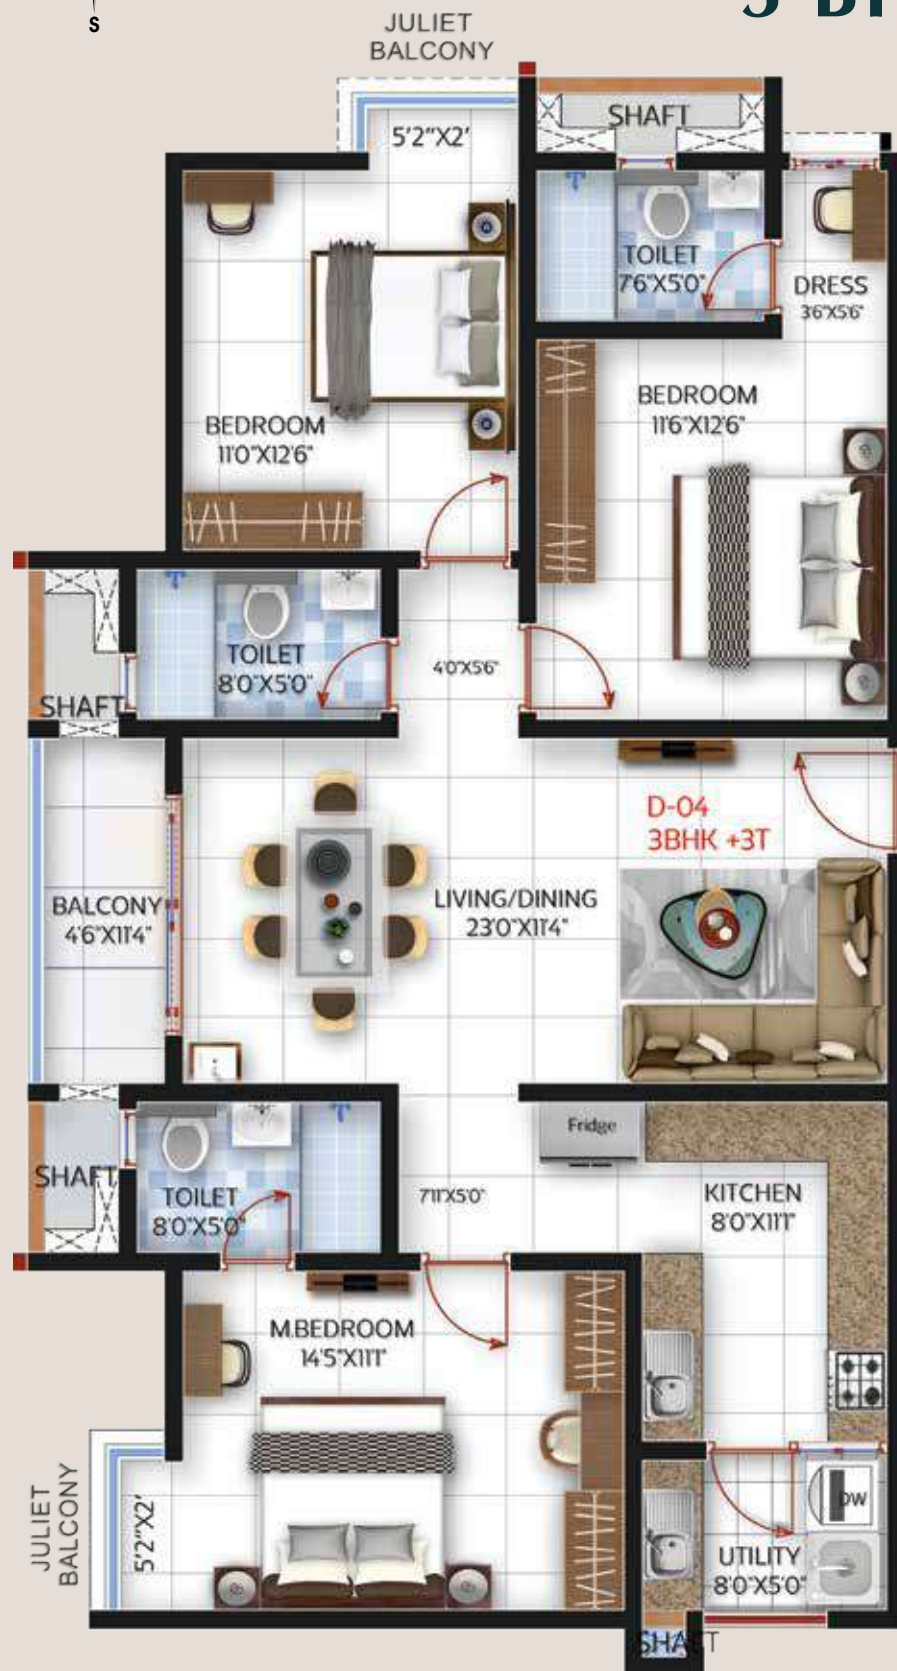 S
JULIET
BALCONY
5'2"X2'
SHAFT
TOILET
7'6"X5'0"
DRESS
3'6"X5'6"
BEDROOM
11'6"X12'6"
BEDROOM
11'0"X12'6"
TOILET
8'0"X5'0"
4'0"X5'6"
SHAFT
D-04
3BHK +3T
BALCONY
4'6"X11'4"
LIVING/DINING
23'0"X11'4"
Fridge
SHAFT
TOILET
8'0"X5'0"
7'11"X5'0"
KITCHEN
8'0"X11'1"
M.BEDROOM
14'5"X11'1"
JULIET
BALCONY
5'2"X2'
DW
UTILITY
8'0"X5'0"
SHAFT